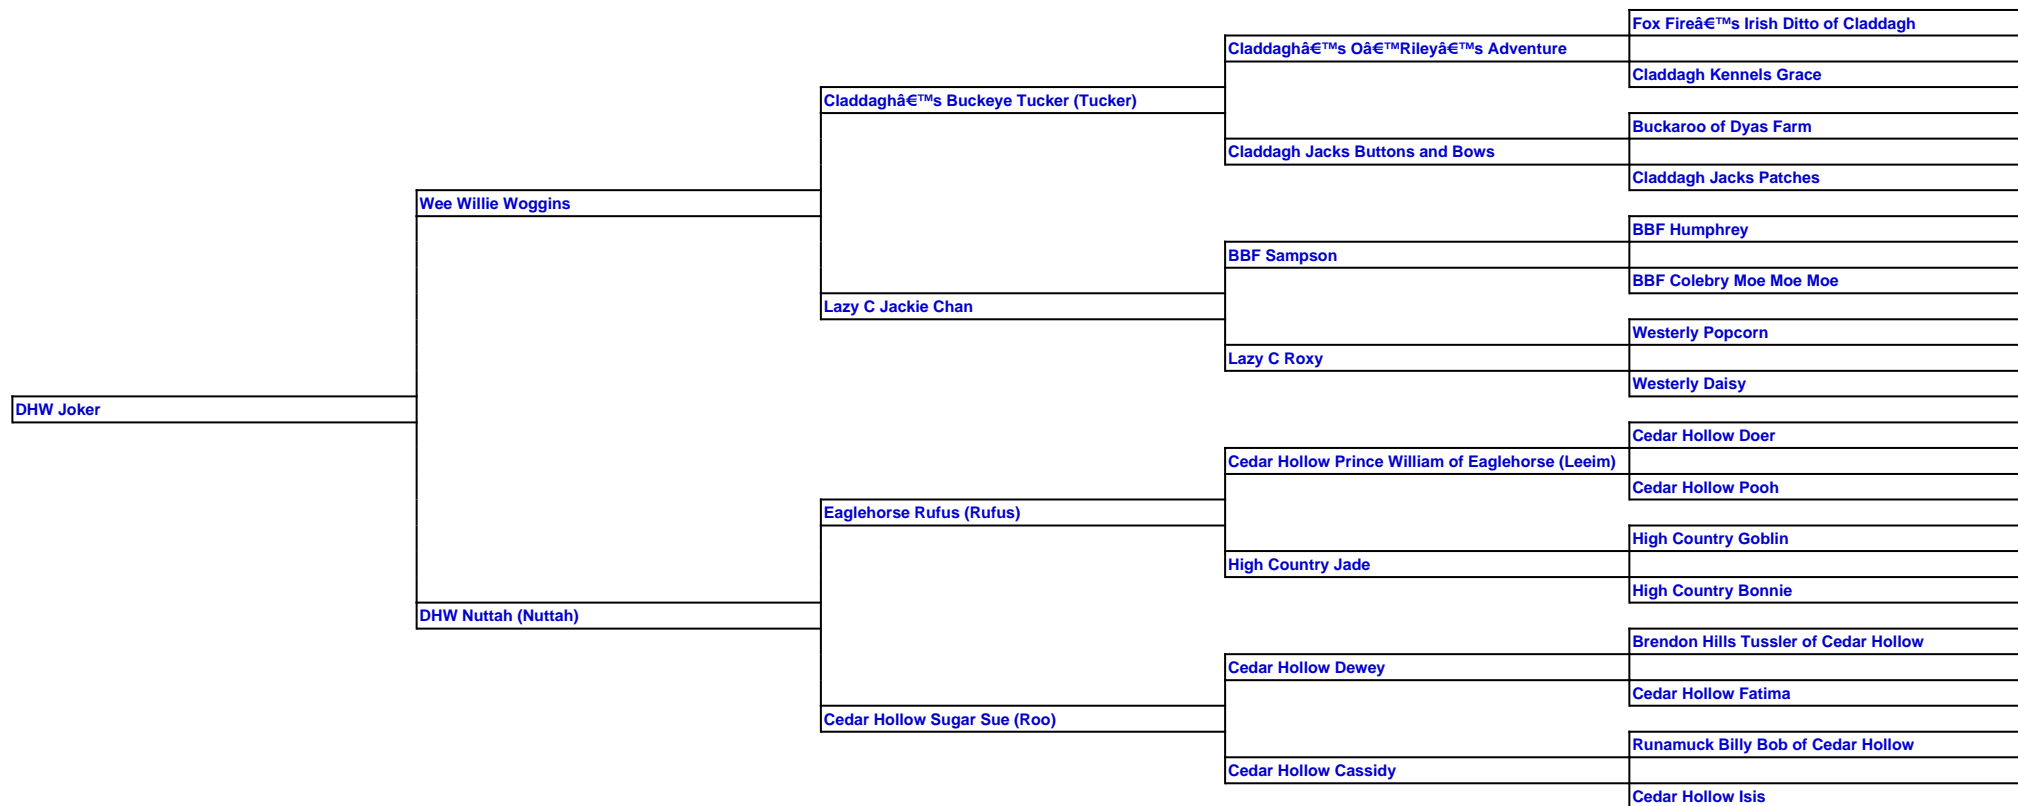 Fox Fireâ€™s Irish Ditto of Claddagh
Claddaghâ€™s Oâ€™Rileyâ€™s Adventure
Claddagh Kennels Grace
Claddaghâ€™s Buckeye Tucker (Tucker)
Buckaroo of Dyas Farm
Claddagh Jacks Buttons and Bows
Claddagh Jacks Patches
Wee Willie Woggins
BBF Humphrey
BBF Sampson
BBF Colebry Moe Moe Moe
Lazy C Jackie Chan
Westerly Popcorn
Lazy C Roxy
Westerly Daisy
DHW Joker
Cedar Hollow Doer
Cedar Hollow Prince William of Eaglehorse (Leeim)
Cedar Hollow Pooh
Eaglehorse Rufus (Rufus)
High Country Goblin
High Country Jade
High Country Bonnie
DHW Nuttah (Nuttah)
Brendon Hills Tussler of Cedar Hollow
Cedar Hollow Dewey
Cedar Hollow Fatima
Cedar Hollow Sugar Sue (Roo)
Runamuck Billy Bob of Cedar Hollow
Cedar Hollow Cassidy
Cedar Hollow Isis